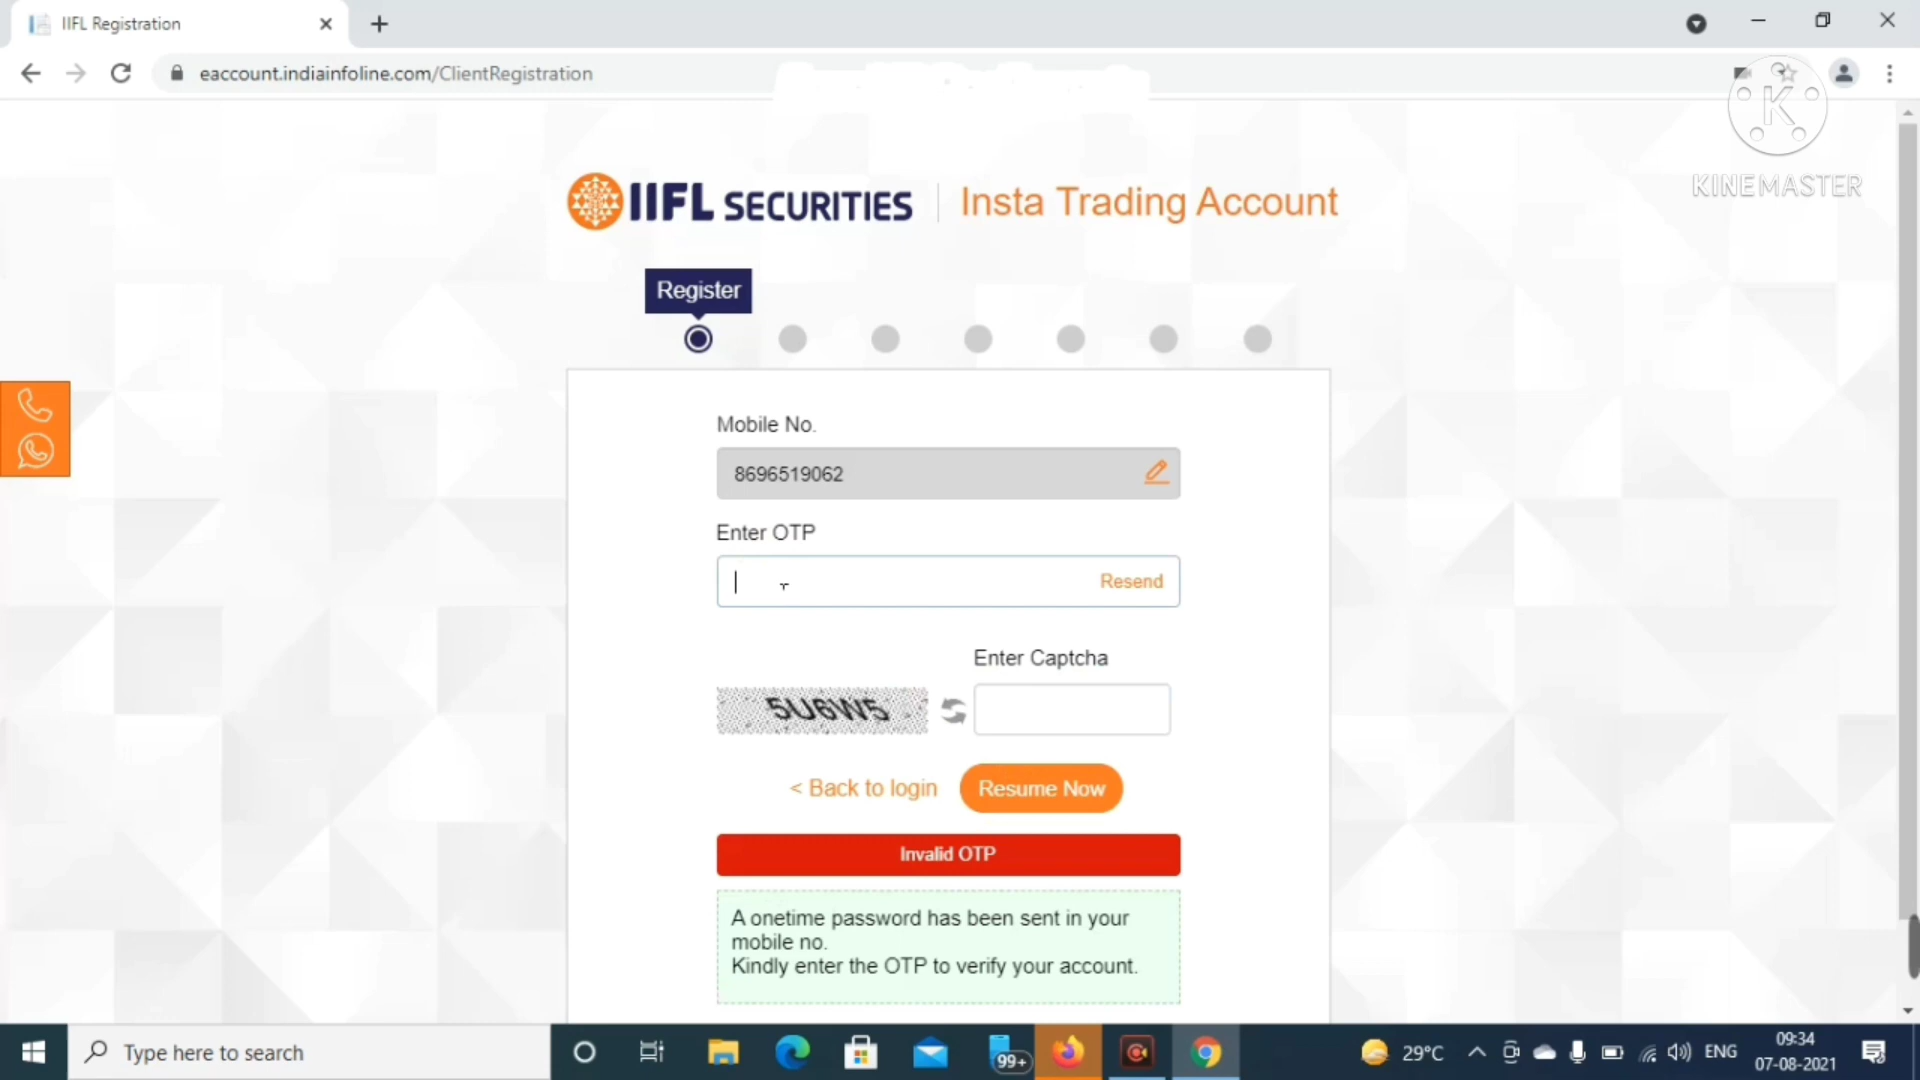 IIFL Registration
eaccount.indiainfoline.com/ClientRegistration
K
KINEMASTER
IIFL SECURITIES
Insta Trading Account
Register
Mobile No.
8696519062
Enter OTP
Resend
Enter Captcha
5U6W5
< Back to login
Resume Now
Invalid OTP
A onetime password has been sent in your
mobile no.
Kindly enter the OTP to verify your account.
Type here to search
99+
29°C
ENG
09:34
07-08-2021